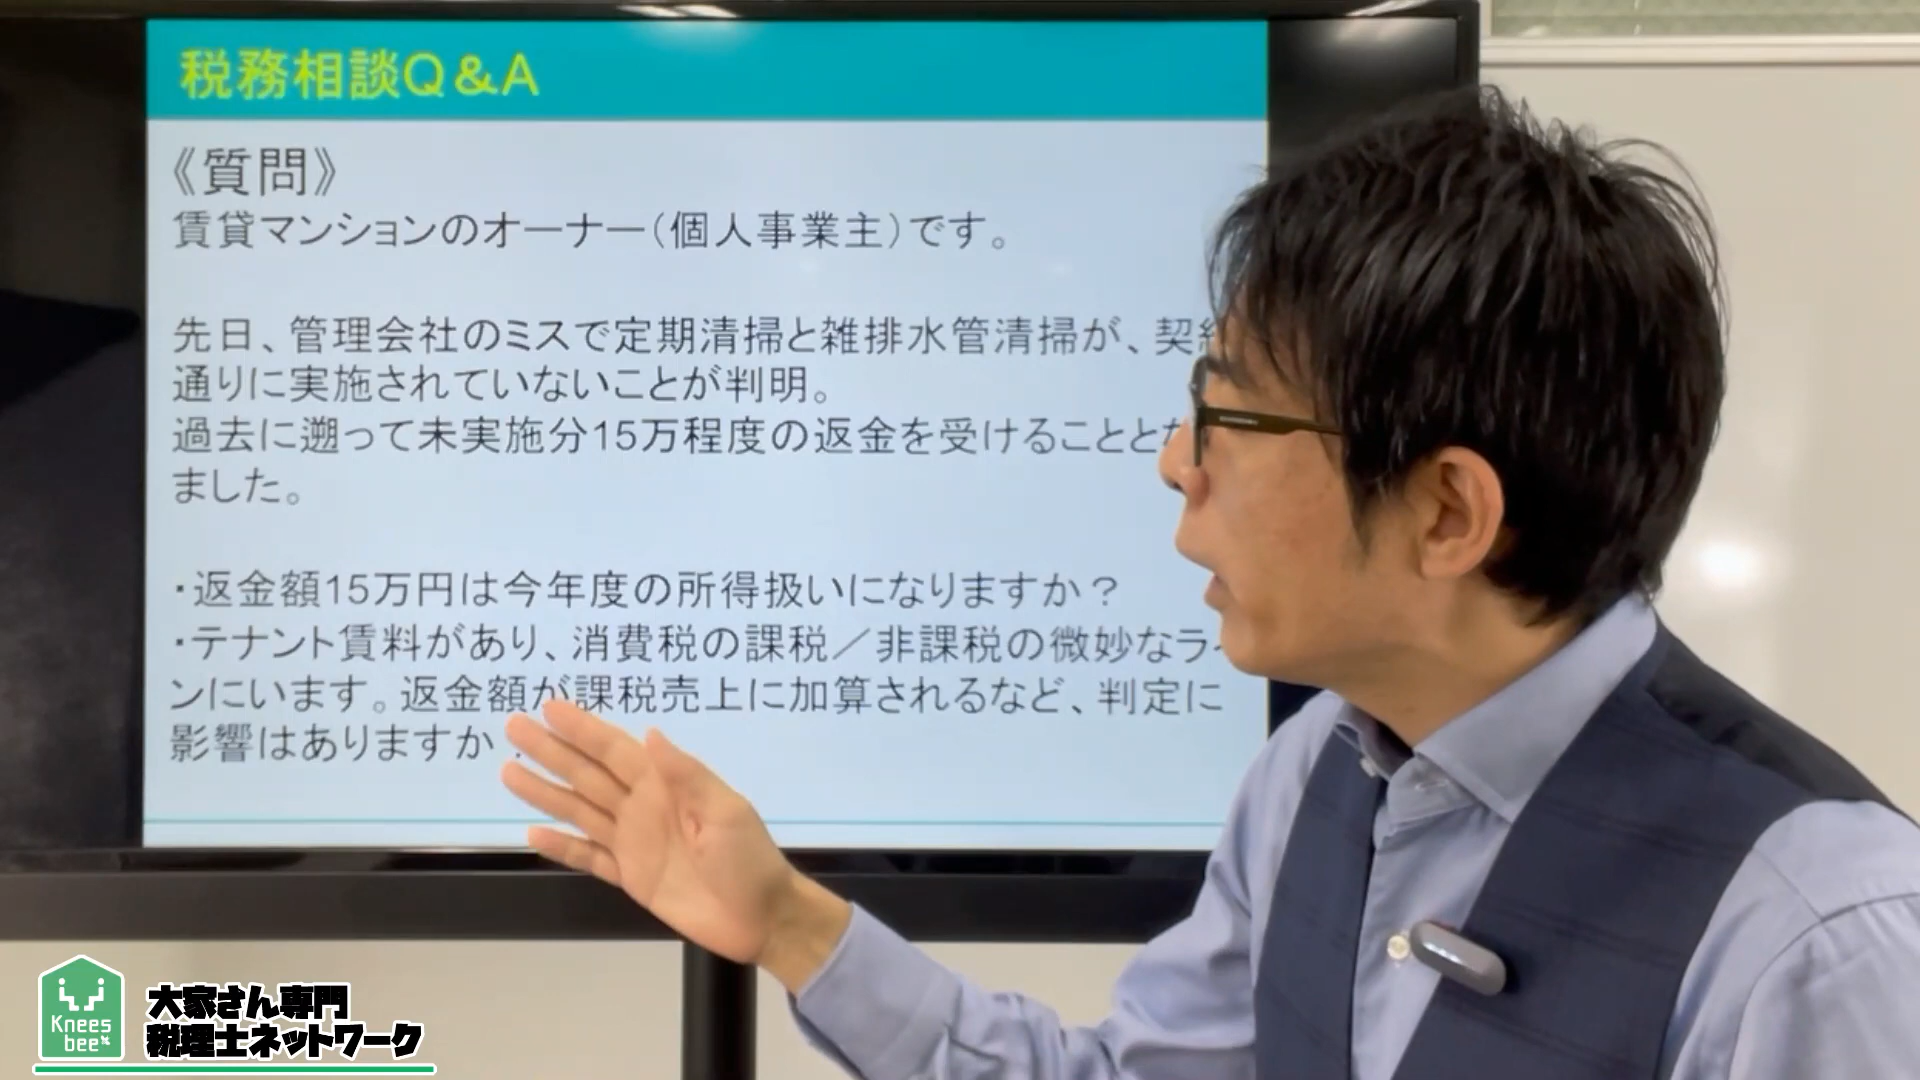 税務相談Q&A
《質問》
賃貸マンションのオーナー(個人事業主)です。
先日、管理会社のミスで定期清掃と雑排水管清掃が、契
通りに実施されていないことが判明。
過去に遡って未実施分15万程度の返金を受けることと
ました。
・返金額15万円は今年度の所得扱いになりますか?
・テナント賃料があり、消費税の課税/非課税の微妙なラ
ンにいます。返金額が課税売上に加算されるなど、判定に
影響はありますか
Knees
bee
大家さん専門
税理士ネットワーク